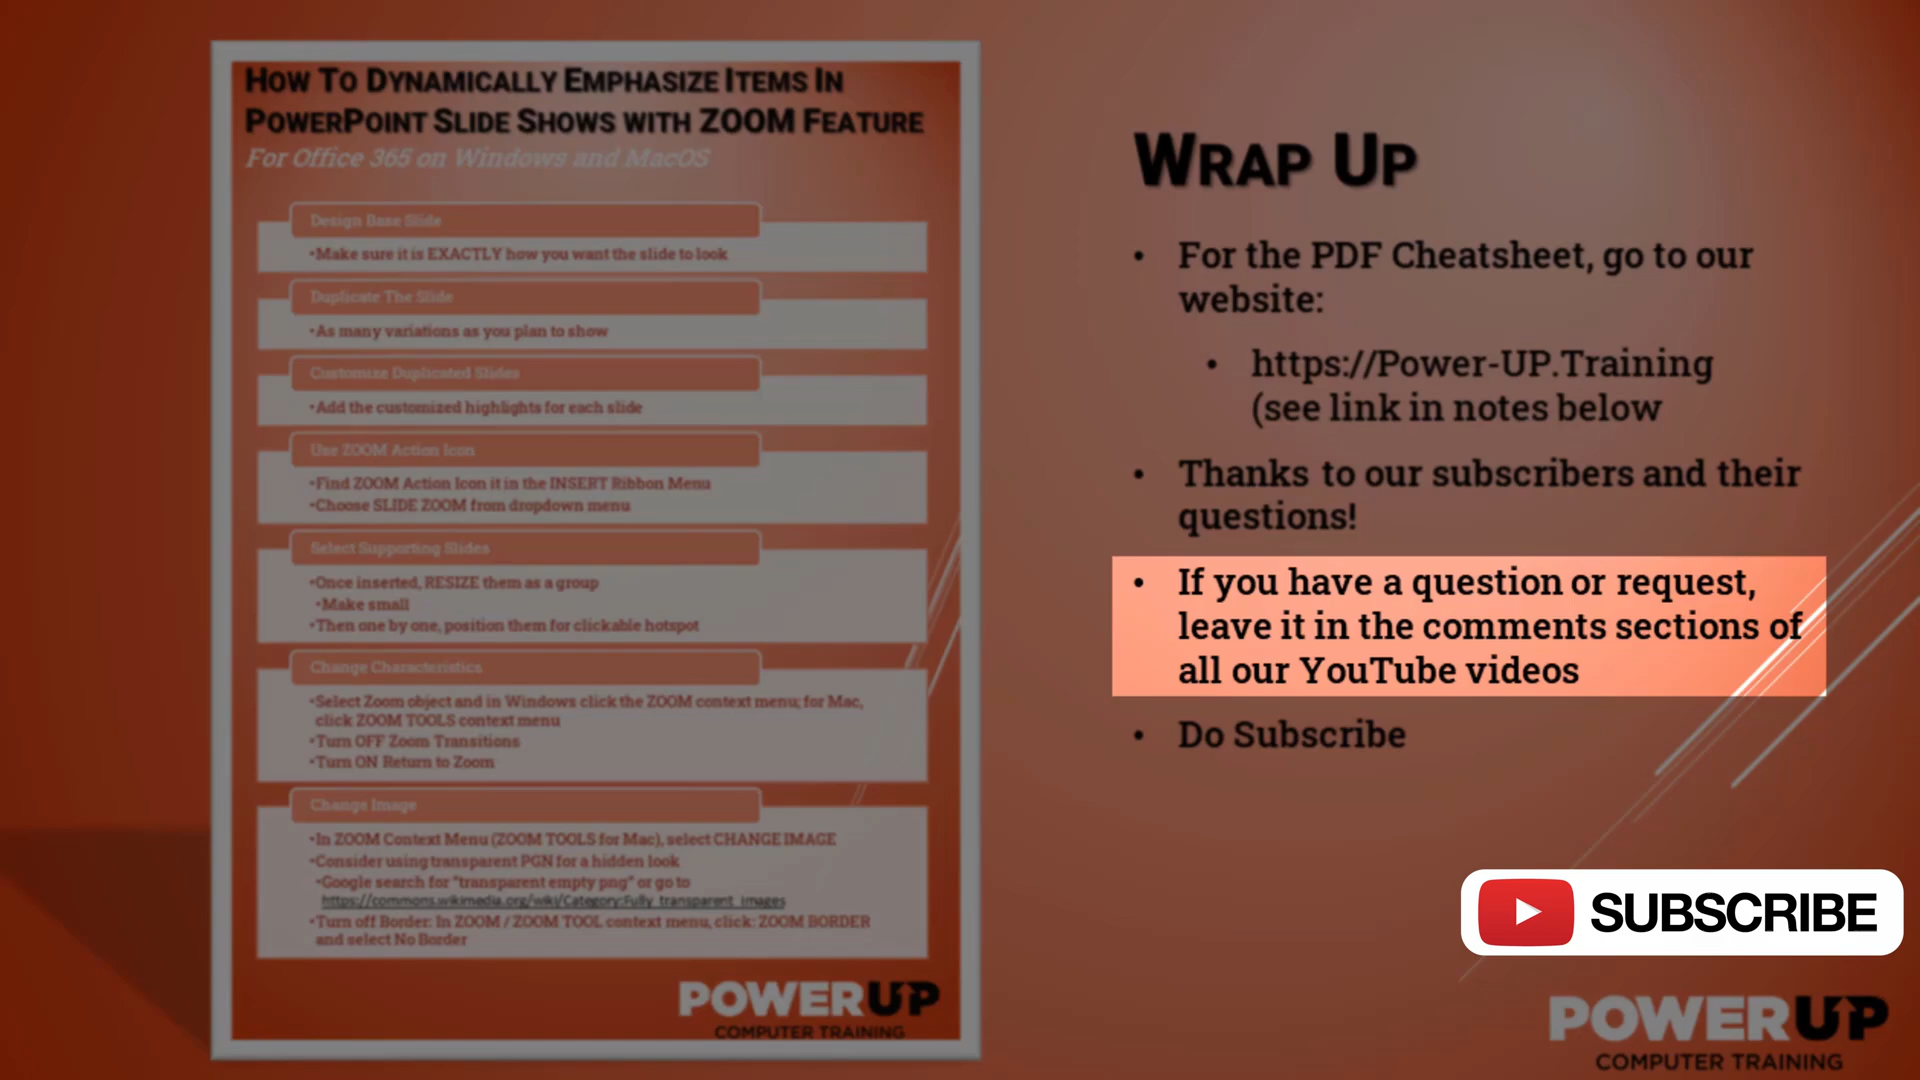 HOW TO DYNAMICALLY EMPHASIZE ITEMS IN
POWERPOINT SLIDE SHOWS WITH ZOOM FEATURE
For Office 365 on Windows and MacOS
Design Base Slide
•Make sure it is EXACTLY how you want the slide to look
Duplicate The Slide
•As many variations as you plan to show
Customize Duplicated Slides
•Add the customized highlights for each slide
Use ZOOM Action Icon
•Find ZOOM Action Icon it in the INSERT Ribbon Menu
•Choose SLIDE ZOOM from dropdown menu
Select Supporting Slides
•Once inserted, RESIZE them as a group
•Make small
•Then one by one, position them for clickable hotspot
Change Characteristics
•Select Zoom object and in Windows click the ZOOM context menu; for Mac,
click ZOOM TOOLS context menu
•Turn OFF Zoom Transitions
•Turn ON Return to Zoom
Change Image
•In ZOOM Context Menu (ZOOM TOOLS for Mac), select CHANGE IMAGE
•Consider using transparent PGN for a hidden look
•Google search for "transparent empty png" or go to
https://commons.wikimedia.org/wiki/Category:Fully_transparent_images
•Turn off Border: In ZOOM / ZOOM TOOL context menu, click: ZOOM BORDER
and select No Border
POWERUP
COMPUTER TRAINING
WRAP UP
• For the PDF Cheatsheet, go to our
website:
• https://Power-UP.Training
(see link in notes below
• Thanks to our subscribers and their
questions!
• If you have a question or request,
leave it in the comments sections of
all our YouTube videos
• Do Subscribe
SUBSCRIBE
POWERUP
COMPUTER TRAINING